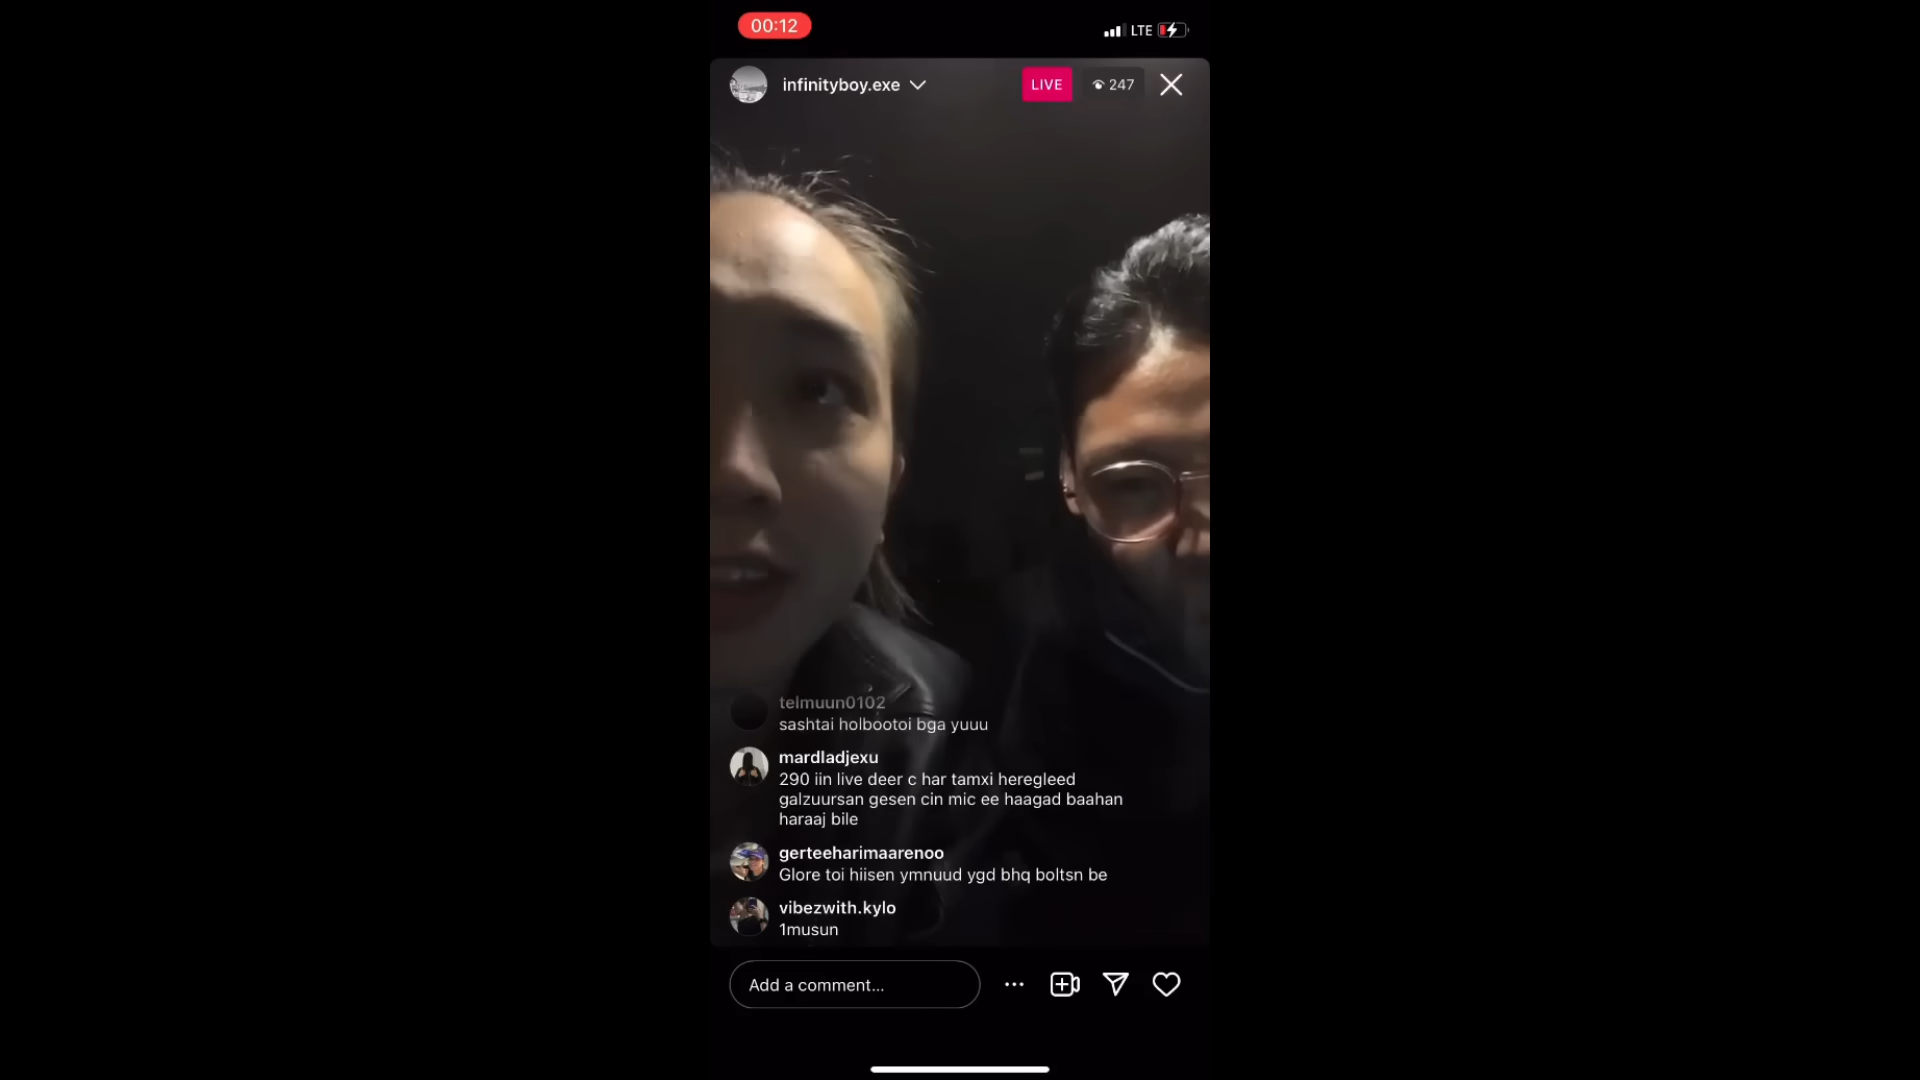 00:12
LTE
infinityboy.exe
LIVE
247
telmuun0102
sashtai holbootoi bga yuuu
mardladjexu
290 iin live deer c har tamxi heregleed
galzuursan gesen cin mic ee haagad baahan
haraaj bile
gerteeharimaarenoo
Glore toi hiisen ymnuud ygd bhq boltsn be
vibezwith.kylo
1musun
Add a comment...